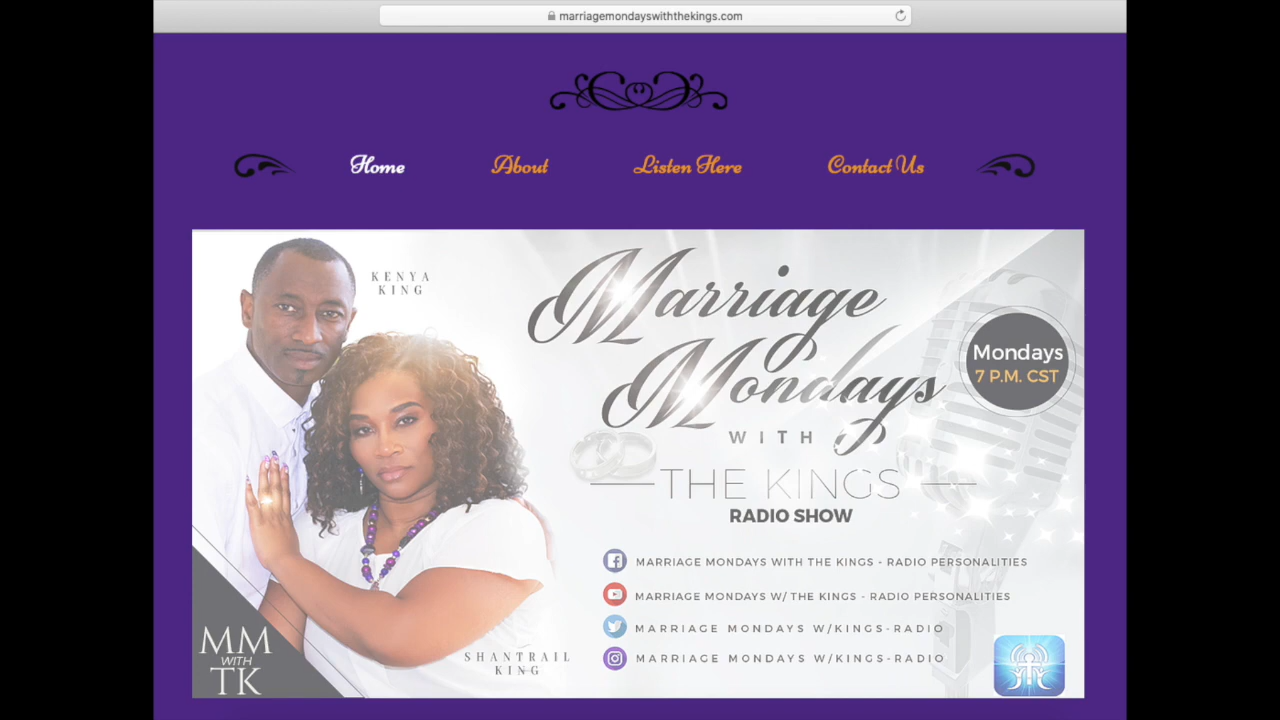 marriagemondayswiththekings.com
Home
About
Listen Here
Contact Us
KENYA
KING
Marriage
Mondays
WITH
THE KINGS
RADIO SHOW
Mondays
7 P.M. CST
MARRIAGE MONDAYS WITH THE KINGS - RADIO PERSONALITIES
MARRIAGE MONDAYS W/ THE KINGS - RADIO PERSONALITIES
MARRIAGE MONDAYS W/KINGS-RADIO
MARRIAGE MONDAYS W/KINGS-RADIO
SHANTRAIL
KING
MM
WITH
TK